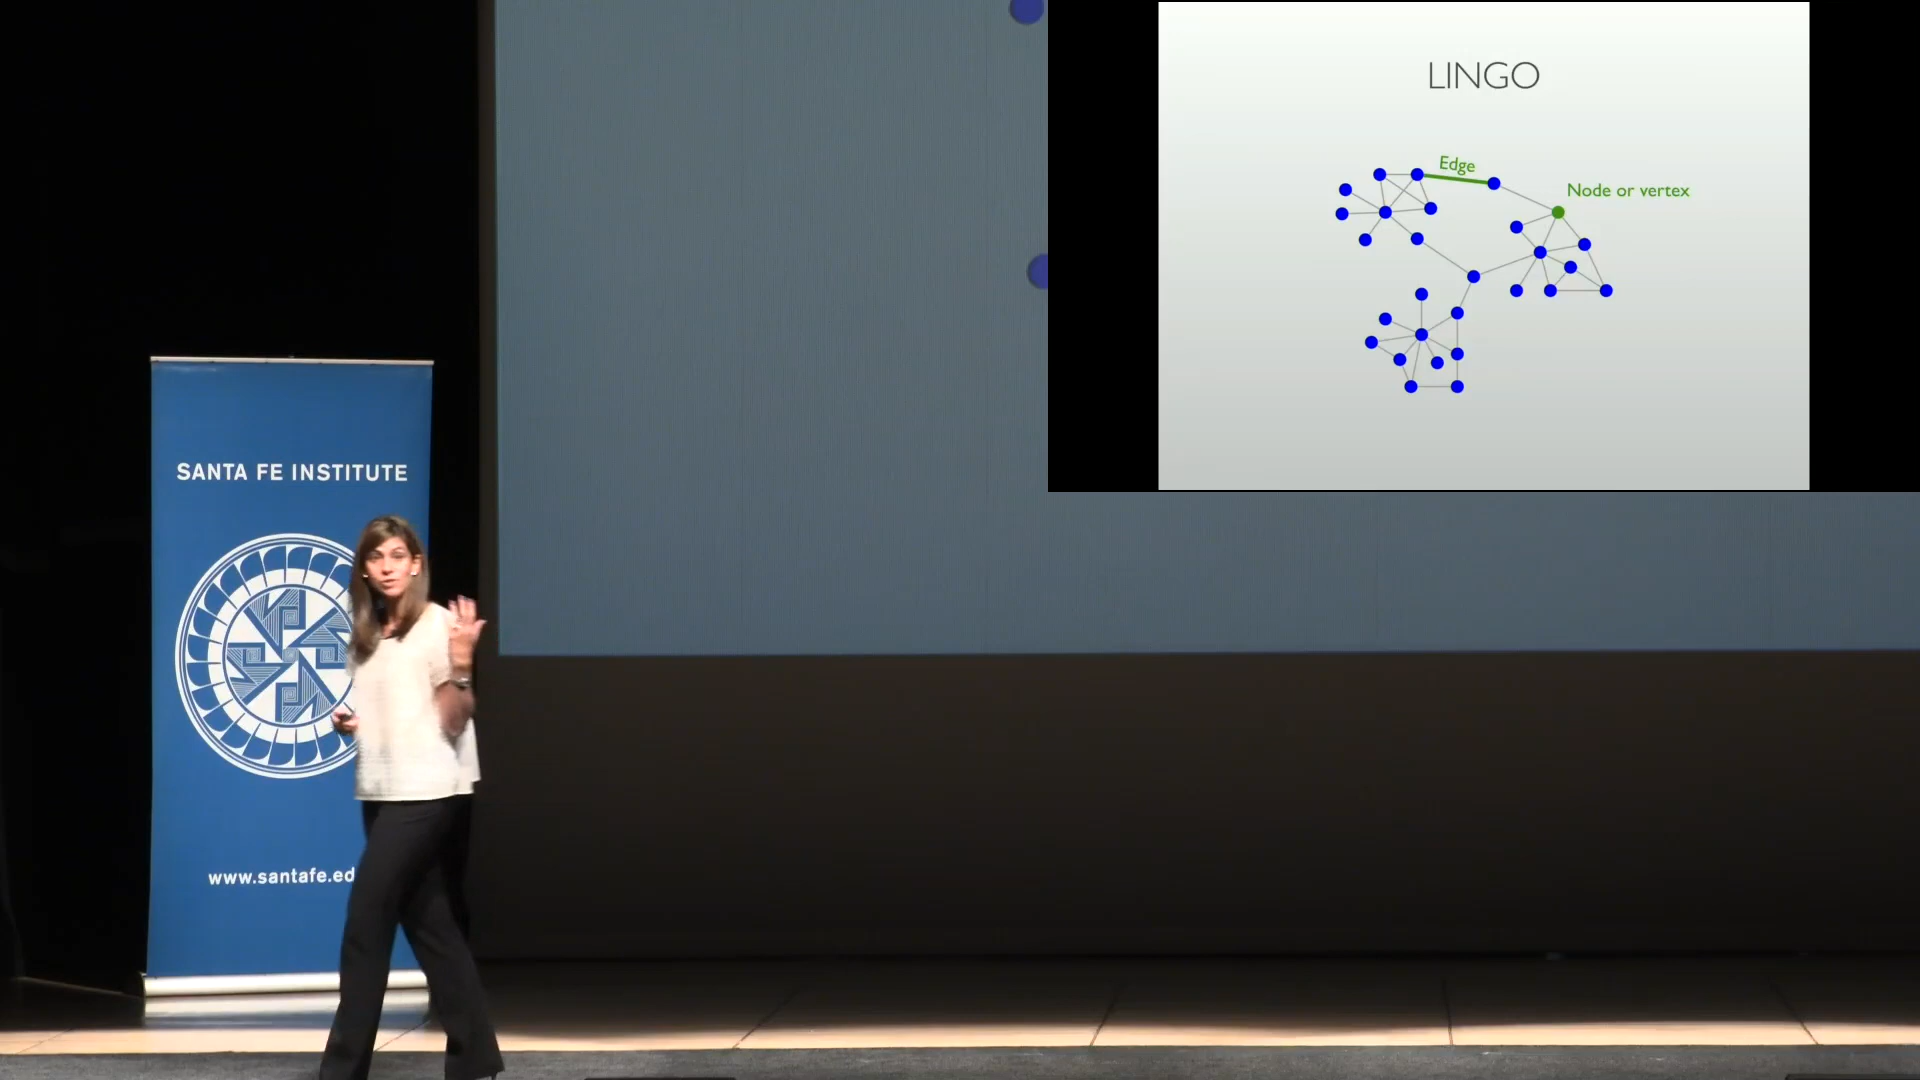 LINGO
Edge
Node or vertex
SANTA FE INSTITUTE
www.santafe.ed